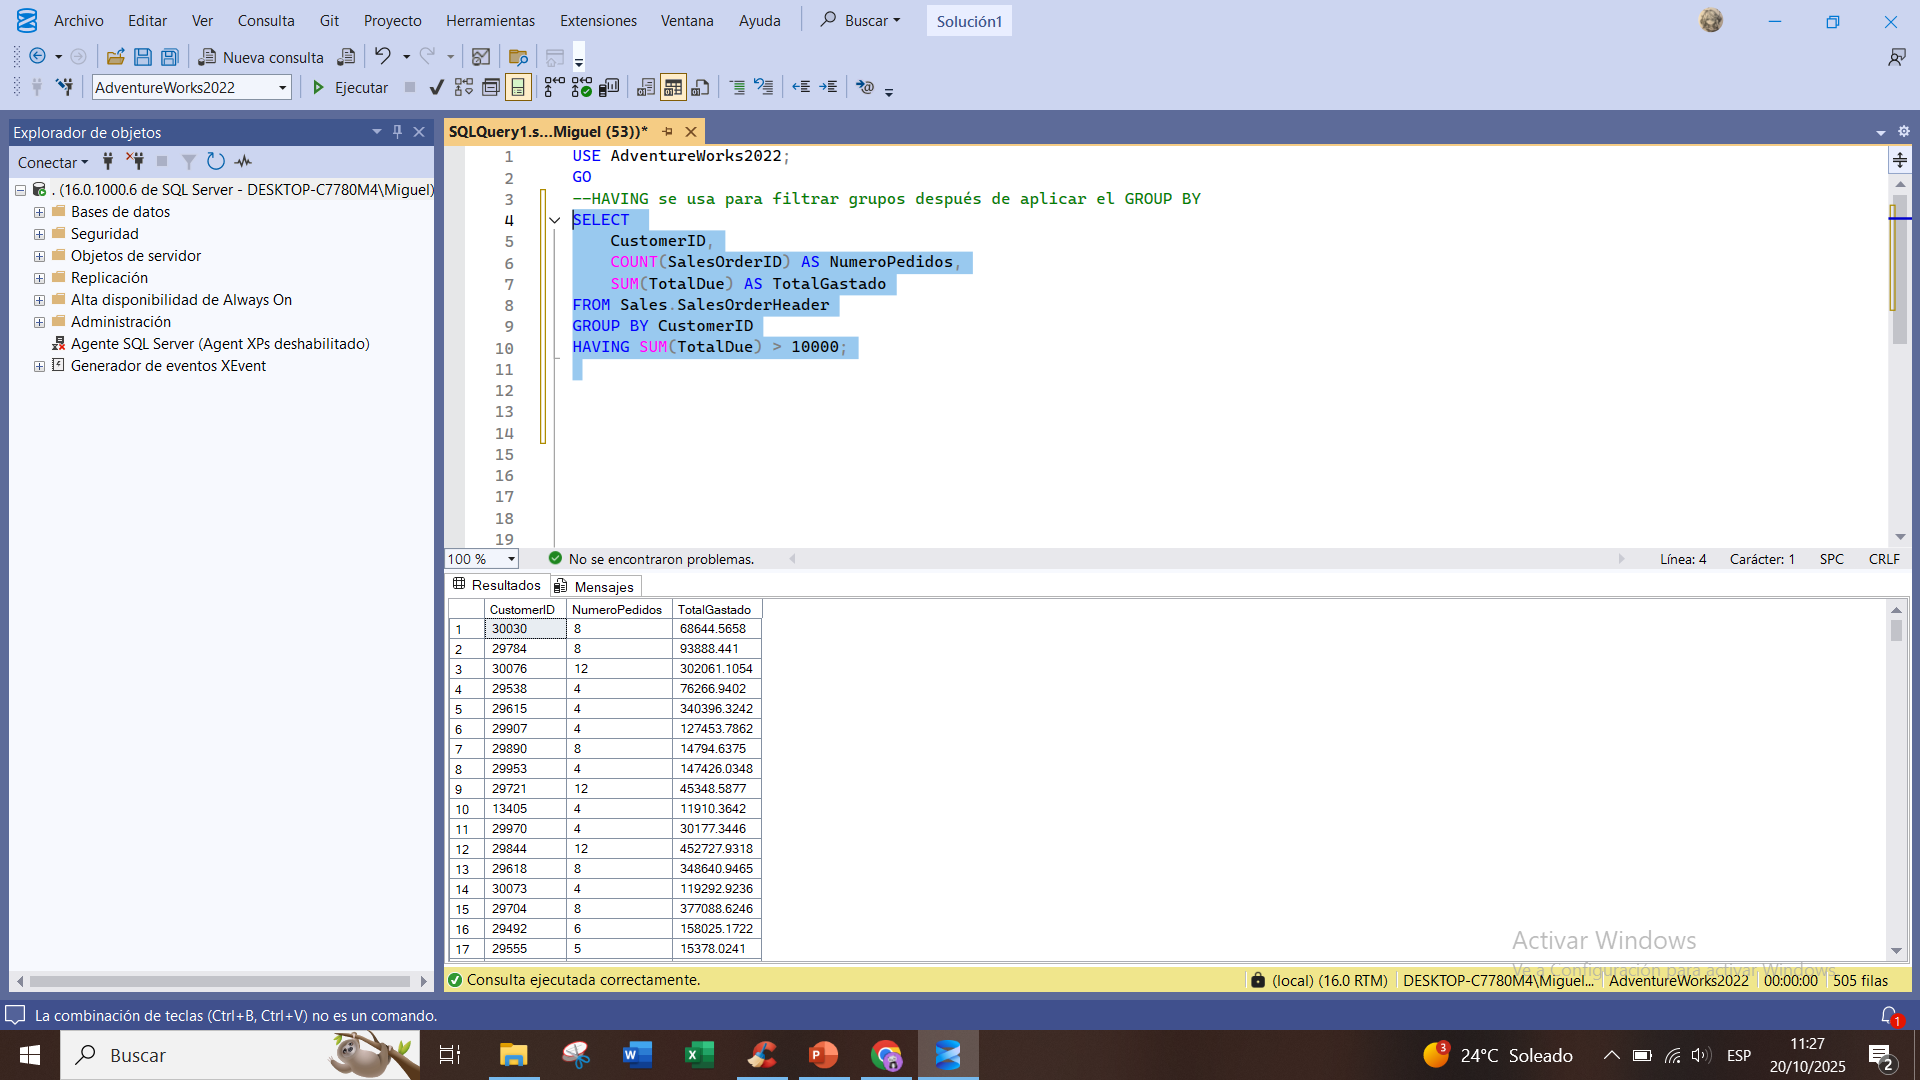 Archivo Editar Ver Consulta Git Proyecto Herramientas Extensiones Ventana Ayuda Buscar Solución1
Nueva consulta
AdventureWorks2022 Ejecutar
Explorador de objetos
Conectar
. (16.0.1000.6 de SQL Server - DESKTOP-C7780M4\Miguel)
Bases de datos
Seguridad
Objetos de servidor
Replicación
Alta disponibilidad de Always On
Administración
Agente SQL Server (Agent XPs deshabilitado)
Generador de eventos XEvent
SQLQuery1.s...Miguel (53))*
1 USE AdventureWorks2022;
2 GO
3 --HAVING se usa para filtrar grupos después de aplicar el GROUP BY
4 SELECT
5 CustomerID,
6 COUNT(SalesOrderID) AS NumeroPedidos,
7 SUM(TotalDue) AS TotalGastado
8 FROM Sales.SalesOrderHeader
9 GROUP BY CustomerID
10 HAVING SUM(TotalDue) > 10000;
11
12
13
14
15
16
17
18
19
100 % No se encontraron problemas. Línea: 4 Carácter: 1 SPC CRLF
Resultados Mensajes
CustomerID NumeroPedidos TotalGastado
1 30030 8 68644.5658
2 29784 8 93888.441
3 30076 12 302061.1054
4 29538 4 76266.9402
5 29615 4 340396.3242
6 29907 4 127453.7862
7 29890 8 14794.6375
8 29953 4 147426.0348
9 29721 12 45348.5877
10 13405 4 11910.3642
11 29970 4 30177.3446
12 29844 12 452727.9318
13 29618 8 348640.9465
14 30073 4 119292.9236
15 29704 8 377088.6246
16 29492 6 158025.1722
17 29555 5 15378.0241
Activar Windows
Ve a Configuración para activar Windows.
Consulta ejecutada correctamente. (local) (16.0 RTM) DESKTOP-C7780M4\Miguel... AdventureWorks2022 00:00:00 505 filas
La combinación de teclas (Ctrl+B, Ctrl+V) no es un comando. 1
Buscar W X P 3 24°C Soleado ESP 11:27
20/10/2025 2